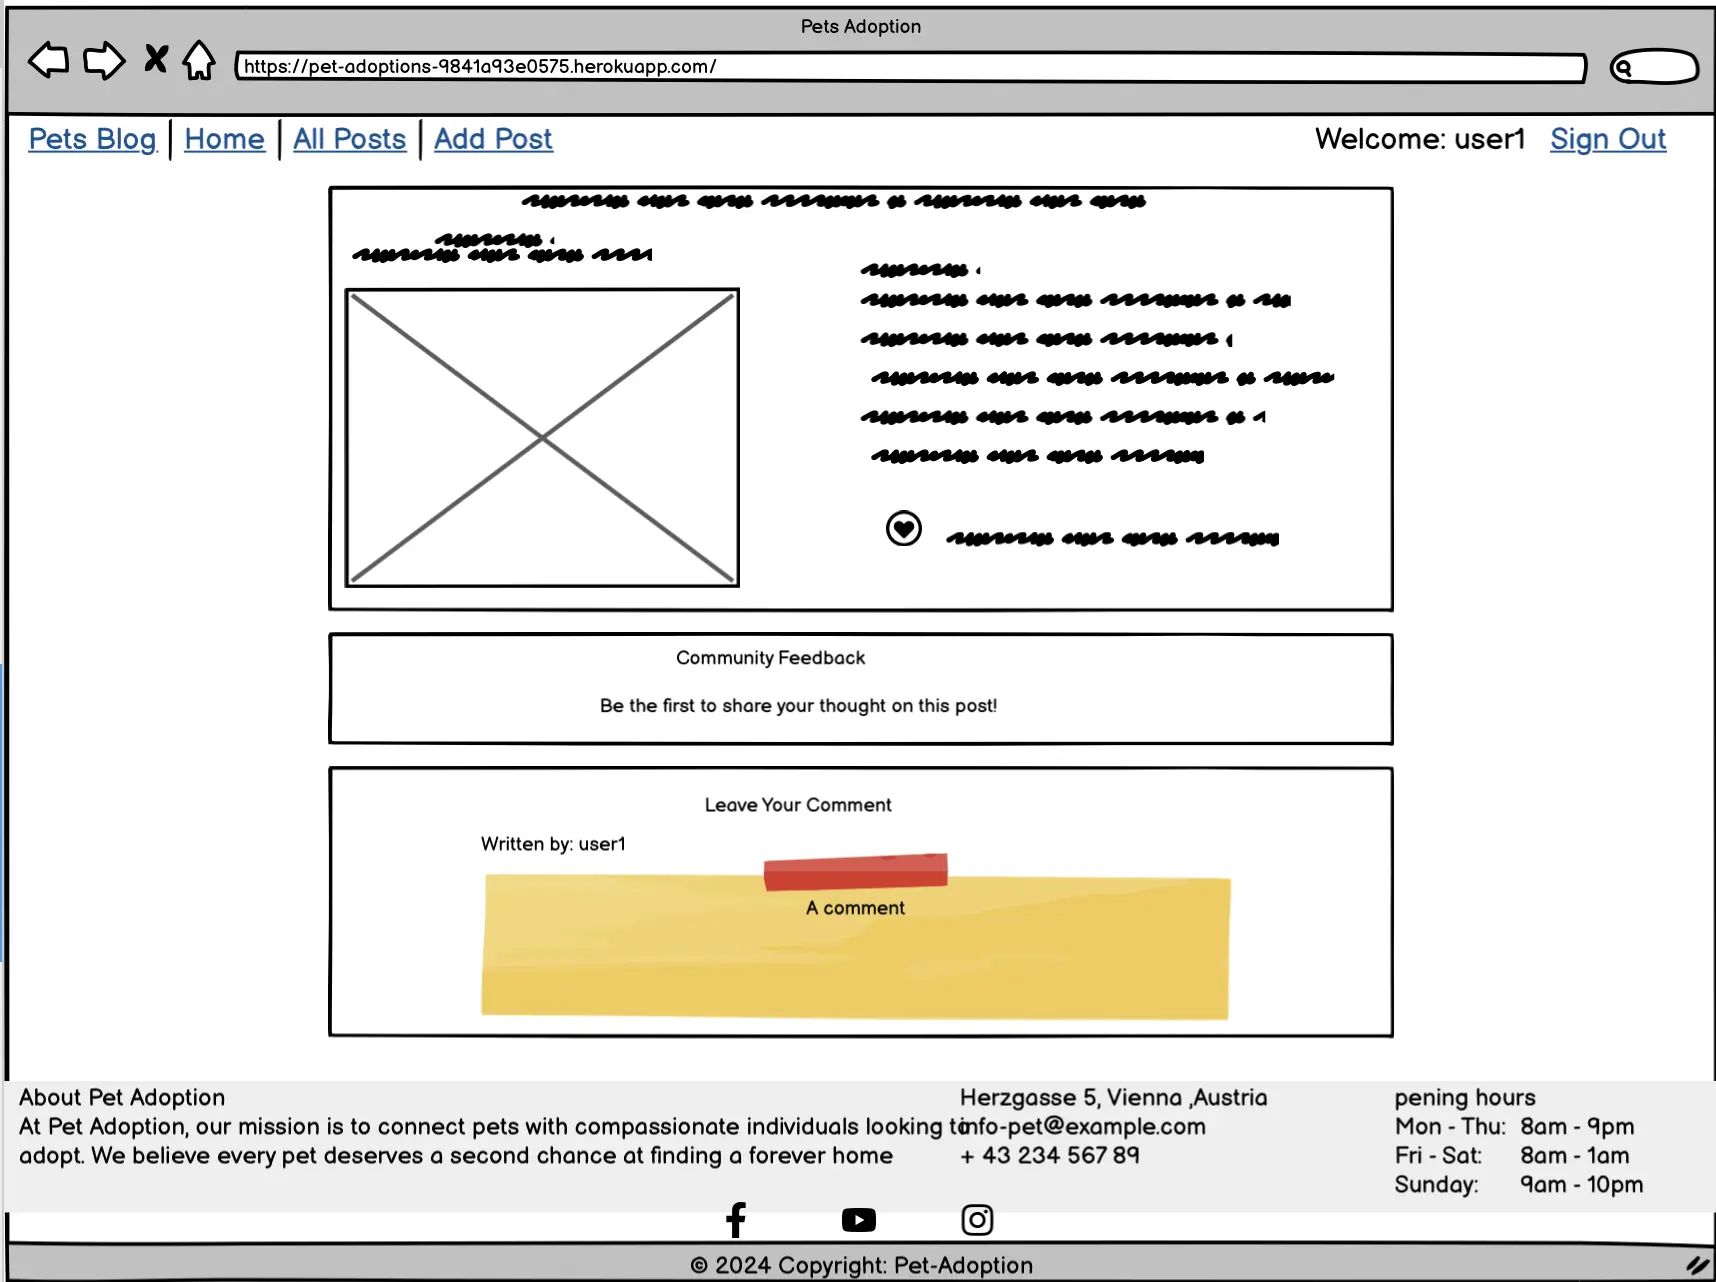 Pets Adoption
https://pet-adoptions-9841a93e0575.herokuapp.com/
Pets Blog Home All Posts Add Post Welcome: user1 Sign Out
Community Feedback
Be the first to share your thought on this post!
Leave Your Comment
Written by: user1
A comment
About Pet Adoption
At Pet Adoption, our mission is to connect pets with compassionate individuals looking to
adopt. We believe every pet deserves a second chance at finding a forever home
Herzgasse 5, Vienna ,Austria
info-pet@example.com
+ 43 234 567 89
pening hours
Mon - Thu: 8am - 9pm
Fri - Sat: 8am - 1am
Sunday: 9am - 10pm
© 2024 Copyright: Pet-Adoption